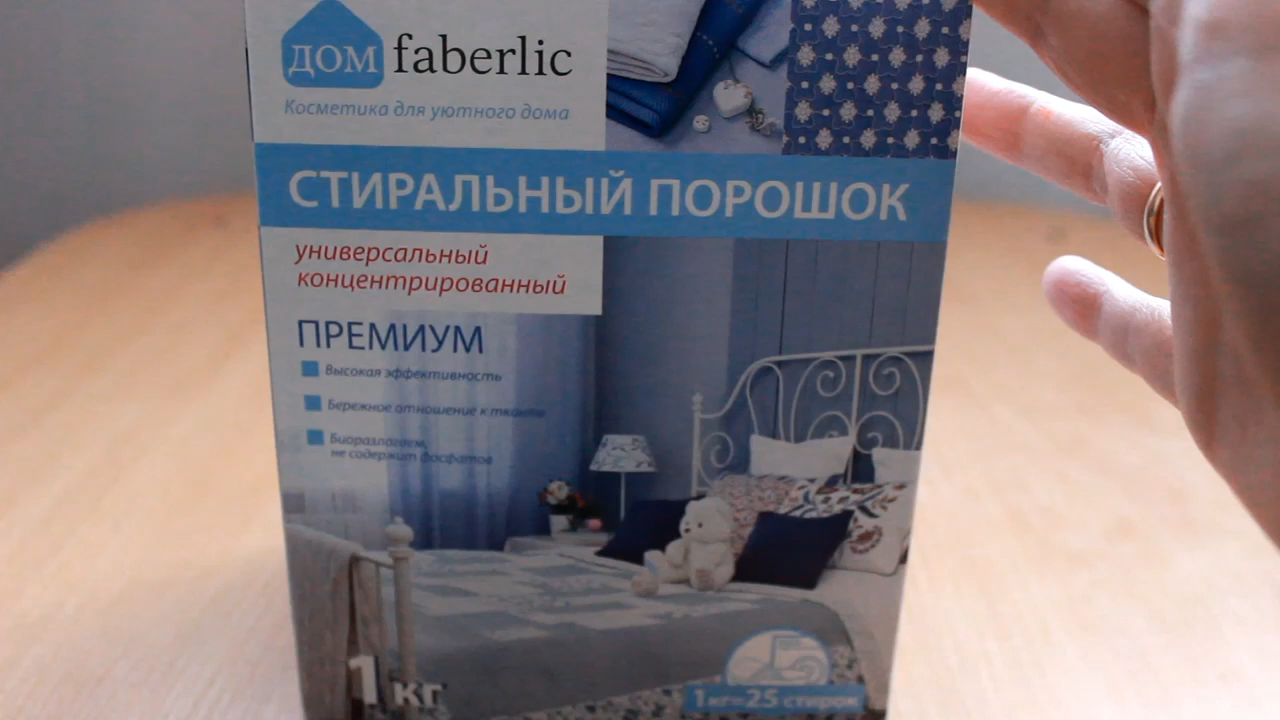 ДОМ faberlic
Косметика для уютного дома
СТИРАЛЬНЫЙ ПОРОШОК
универсальный
концентрированный
ПРЕМИУМ
Высокая эффективность
Бережное отношение к ткани
Биоразлагаем,
не содержит фосфатов
1 кг
1 кг=25 стирок